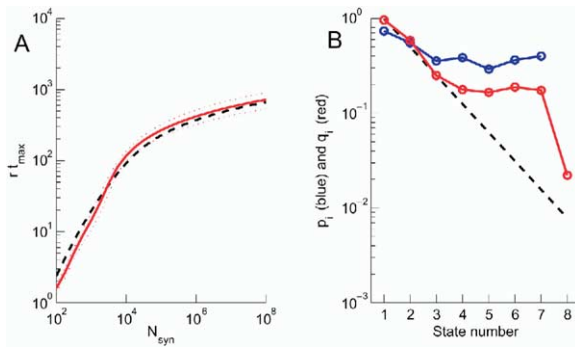 A
r t_max
10^4
10^3
10^2
10^1
10^0
10^2
10^4
10^6
10^8
N_syn
B
p_i (blue) and q_i (red)
10^0
10^-1
10^-2
10^-3
1 2 3 4 5 6 7 8
State number